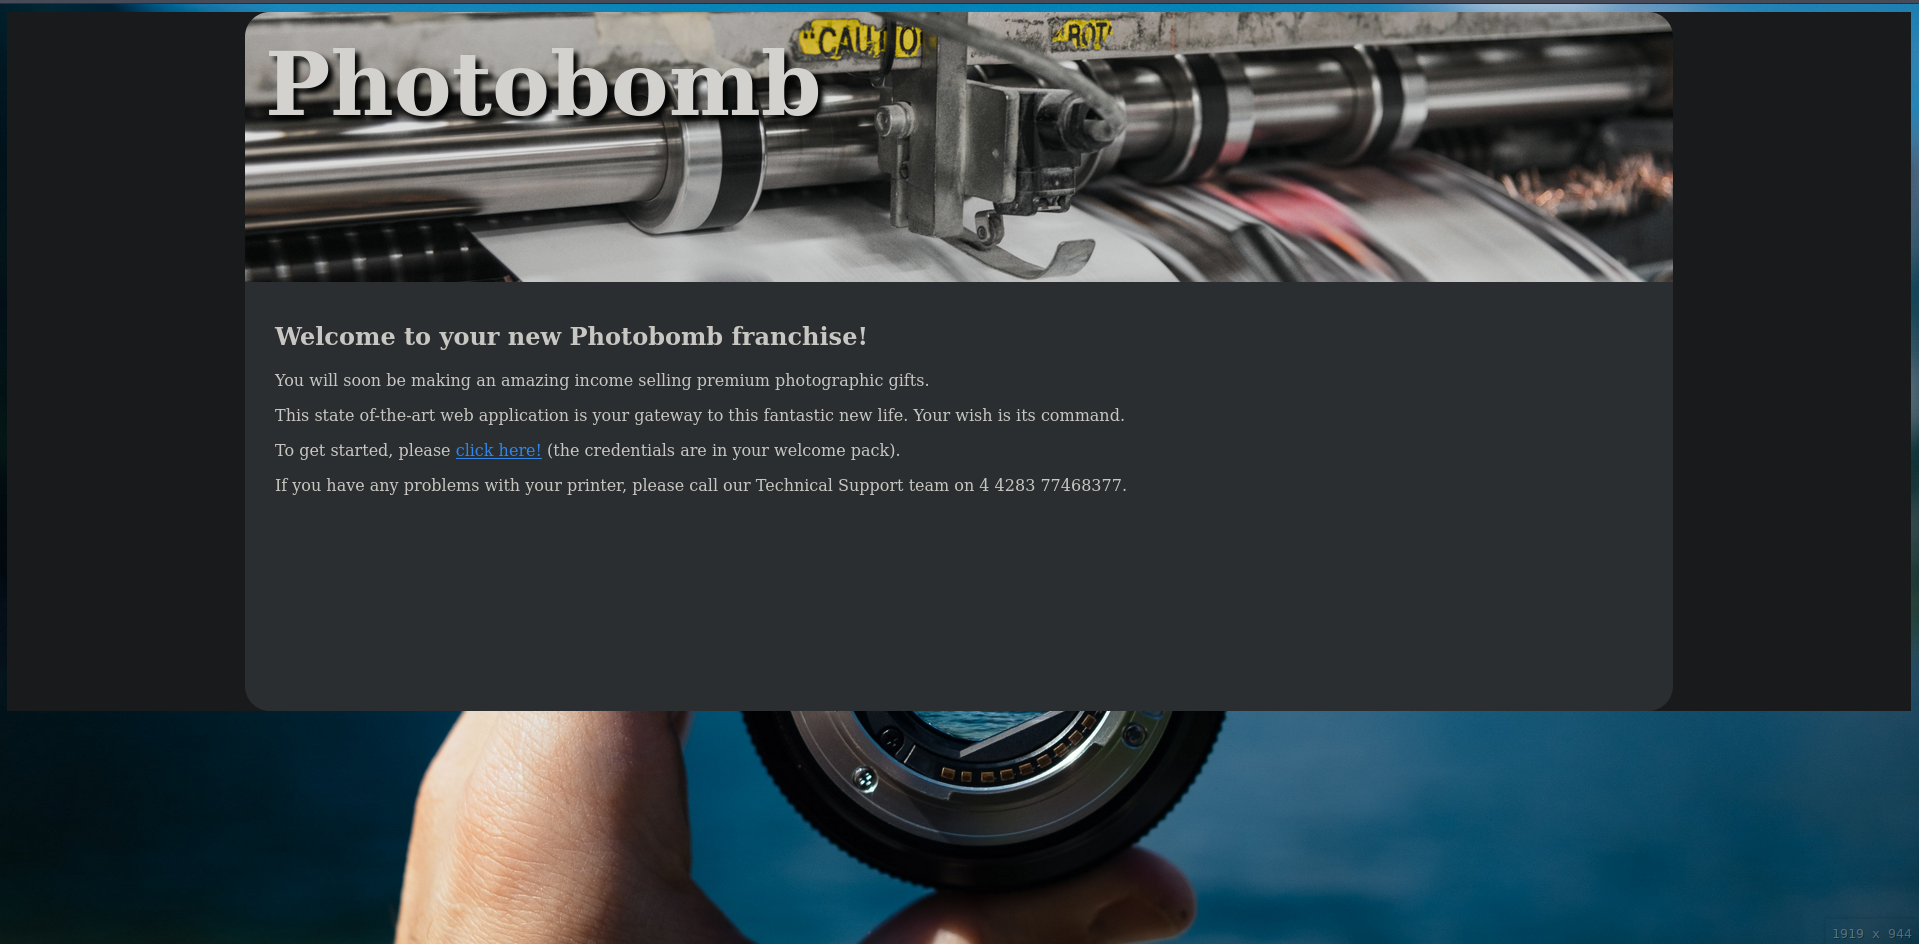 "CAUTIO
ROT
Photobomb
Welcome to your new Photobomb franchise!
You will soon be making an amazing income selling premium photographic gifts.
This state of-the-art web application is your gateway to this fantastic new life. Your wish is its command.
To get started, please click here! (the credentials are in your welcome pack).
If you have any problems with your printer, please call our Technical Support team on 4 4283 77468377.
1919 x 944